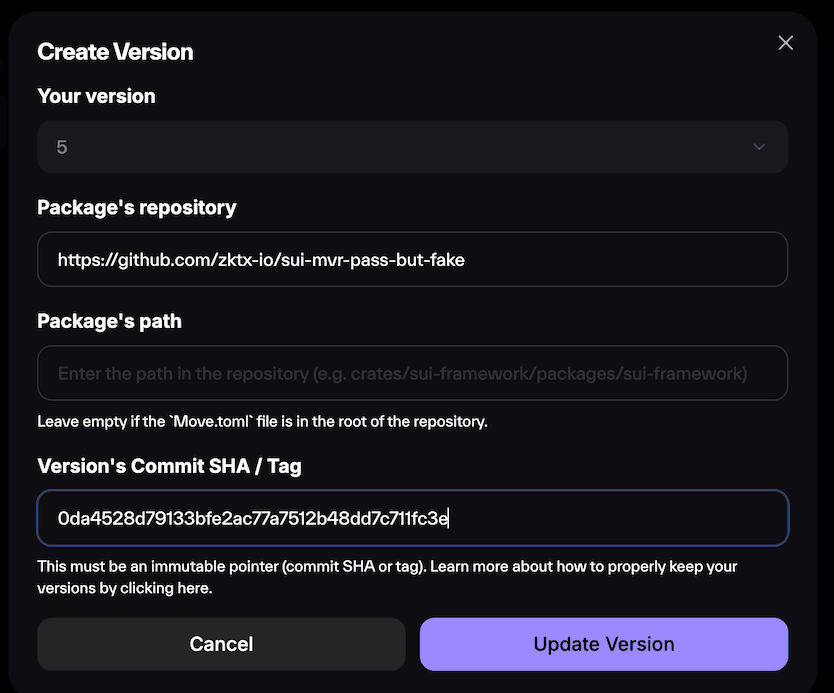 Create Version
Your version
5
Package's repository
https://github.com/zktx-io/sui-mvr-pass-but-fake
Package's path
Enter the path in the repository (e.g. crates/sui-framework/packages/sui-framework)
Leave empty if the `Move.toml` file is in the root of the repository.
Version's Commit SHA / Tag
0da4528d79133bfe2ac77a7512b48dd7c711fc3e
This must be an immutable pointer (commit SHA or tag). Learn more about how to properly keep your
versions by clicking here.
Cancel
Update Version